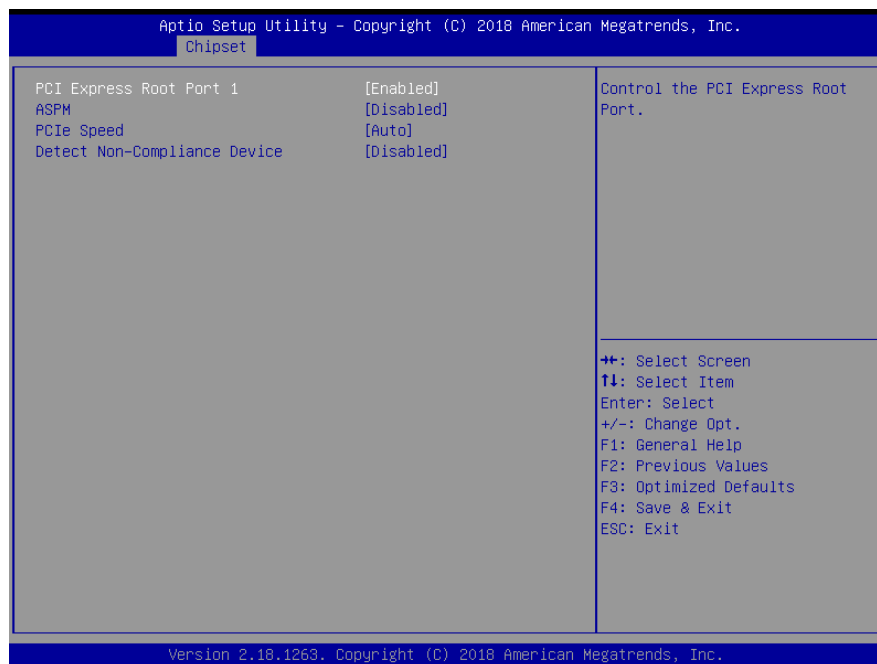 Aptio Setup Utility – Copyright (C) 2018 American Megatrends, Inc.
Chipset
PCI Express Root Port 1 [Enabled]
ASPM [Disabled]
PCIe Speed [Auto]
Detect Non-Compliance Device [Disabled]
Control the PCI Express Root
Port.
→←: Select Screen
↑↓: Select Item
Enter: Select
+/-: Change Opt.
F1: General Help
F2: Previous Values
F3: Optimized Defaults
F4: Save & Exit
ESC: Exit
Version 2.18.1263. Copyright (C) 2018 American Megatrends, Inc.